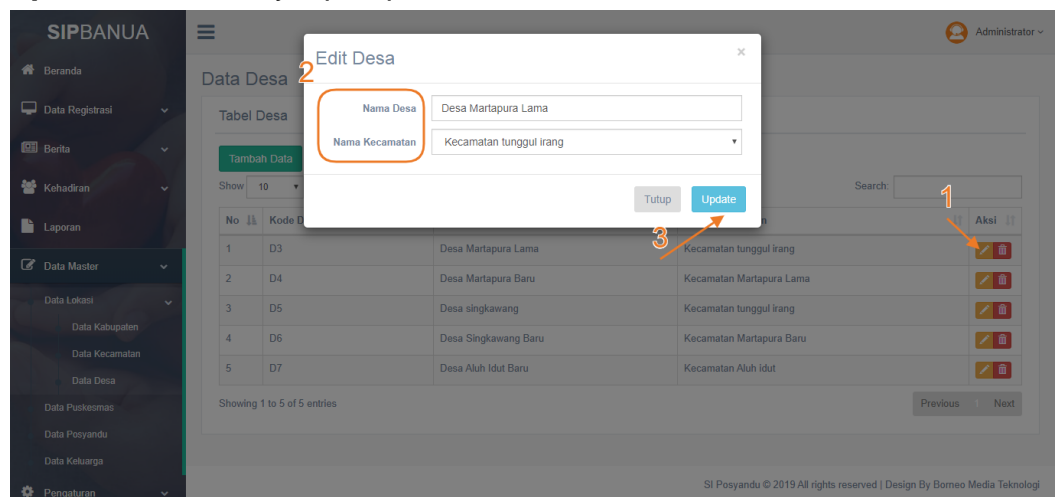 SIPBANUA
Administrator
Beranda
Data Registrasi
Berita
Kehadiran
Laporan
Data Master
Data Lokasi
Data Kabupaten
Data Kecamatan
Data Desa
Data Puskesmas
Data Posyandu
Data Keluarga
Pengaturan
Data Desa
Tabel Desa
Tambah Data
Show 10
Search:
Edit Desa ×
2
Nama Desa Desa Martapura Lama
Nama Kecamatan Kecamatan tunggul irang
Tutup Update
3
1
No Kode D n Aksi
1 D3 Desa Martapura Lama Kecamatan tunggul irang
2 D4 Desa Martapura Baru Kecamatan Martapura Lama
3 D5 Desa singkawang Kecamatan tunggul irang
4 D6 Desa Singkawang Baru Kecamatan Martapura Baru
5 D7 Desa Aluh Idut Baru Kecamatan Aluh idut
Showing 1 to 5 of 5 entries
Previous 1 Next
SI Posyandu © 2019 All rights reserved | Design By Borneo Media Teknologi